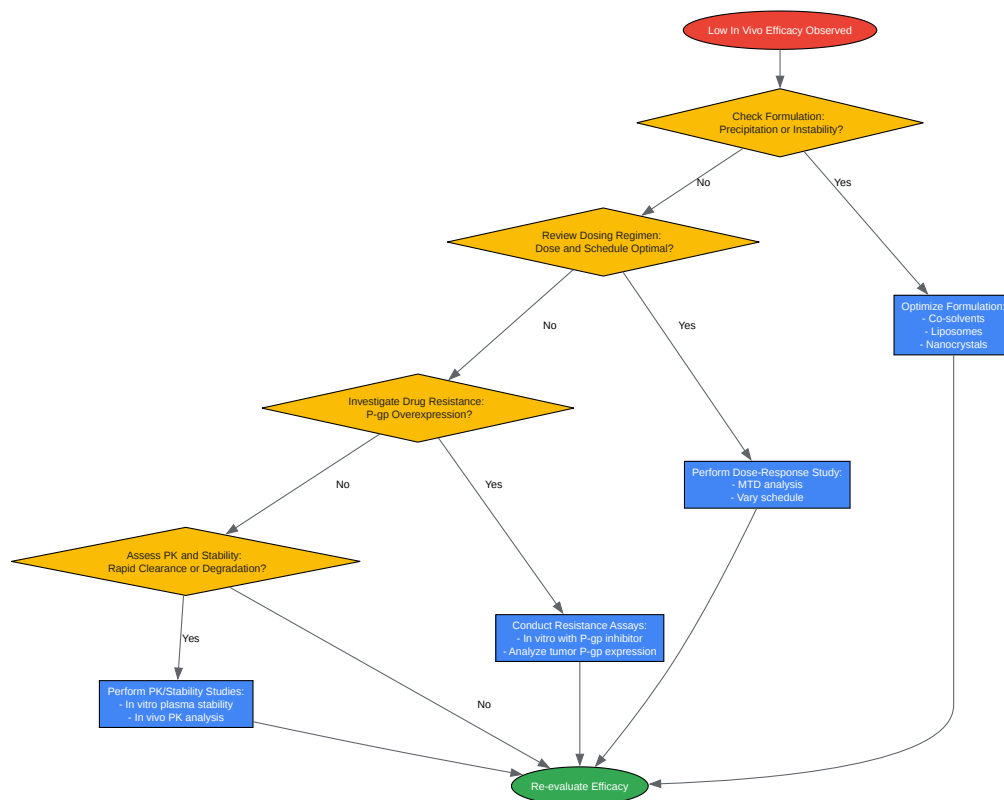 Low In Vivo Efficacy Observed
Check Formulation:
Precipitation or Instability?
No
Yes
Review Dosing Regimen:
Dose and Schedule Optimal?
Optimize Formulation:
- Co-solvents
- Liposomes
- Nanocrystals
No
Yes
Investigate Drug Resistance:
P-gp Overexpression?
Perform Dose-Response Study:
- MTD analysis
- Vary schedule
No
Yes
Assess PK and Stability:
Rapid Clearance or Degradation?
Conduct Resistance Assays:
- In vitro with P-gp inhibitor
- Analyze tumor P-gp expression
Yes
Perform PK/Stability Studies:
- In vitro plasma stability
- In vivo PK analysis
No
Re-evaluate Efficacy